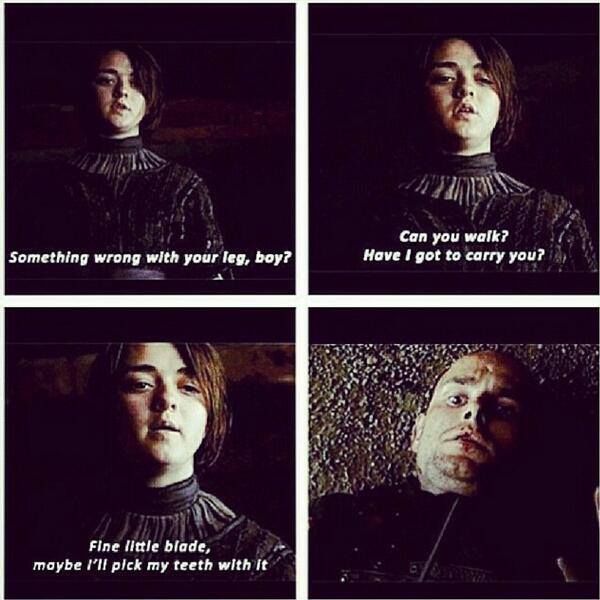 Something wrong with your leg, boy?
Can you walk?
Have I got to carry you?
Fine little blade,
maybe I'll pick my teeth with it